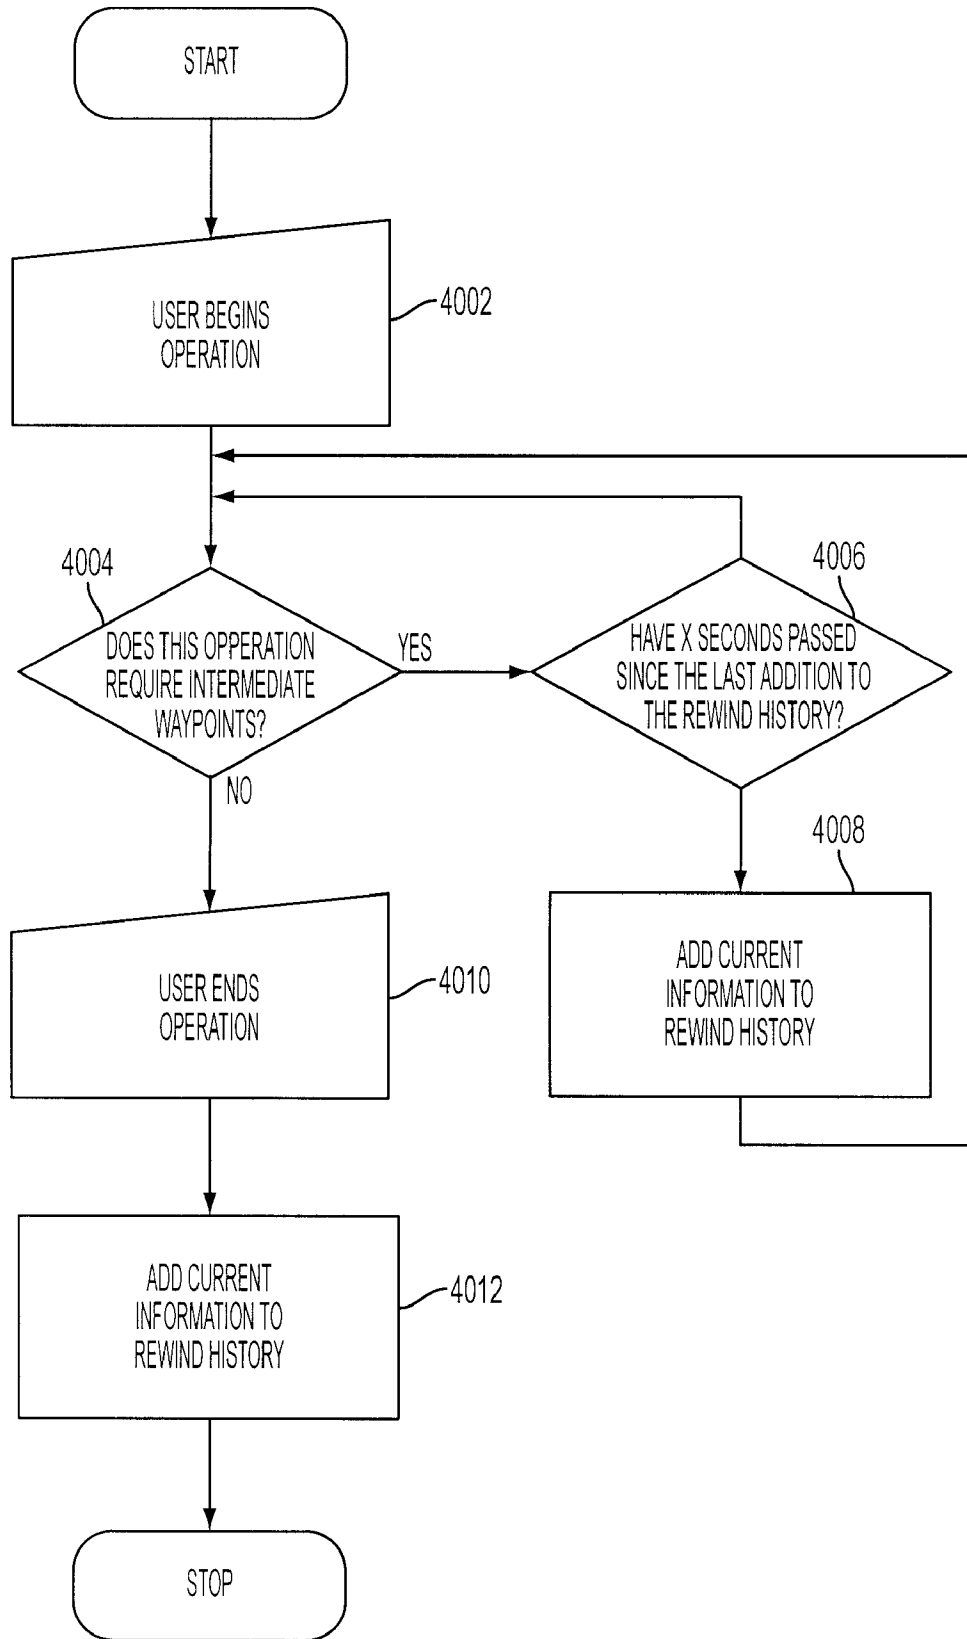 START
USER BEGINS
OPERATION
4002
4004
DOES THIS OPPERATION
REQUIRE INTERMEDIATE
WAYPOINTS?
YES
NO
4006
HAVE X SECONDS PASSED
SINCE THE LAST ADDITION TO
THE REWIND HISTORY?
4008
ADD CURRENT
INFORMATION TO
REWIND HISTORY
USER ENDS
OPERATION
4010
ADD CURRENT
INFORMATION TO
REWIND HISTORY
4012
STOP